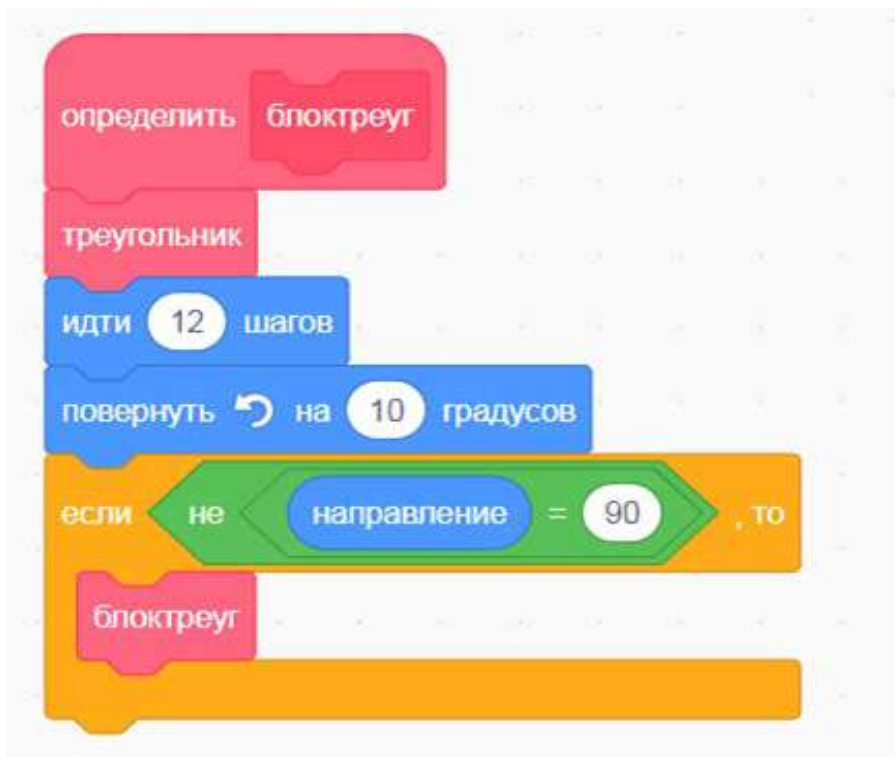 определить блоктреуг
треугольник
идти 12 шагов
повернуть на 10 градусов
если не направление = 90 , то
блоктреуг